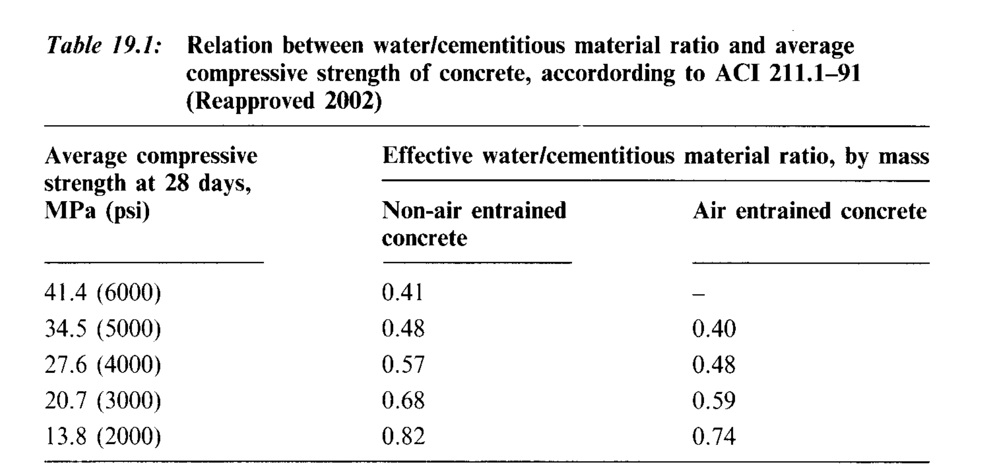 Table 19.1: Relation between water/cementitious material ratio and average
compressive strength of concrete, accordording to ACI 211.1–91
(Reapproved 2002)
Average compressive
strength at 28 days,
MPa (psi)
Effective water/cementitious material ratio, by mass
Non-air entrained
concrete
Air entrained concrete
41.4 (6000) 0.41 –
34.5 (5000) 0.48 0.40
27.6 (4000) 0.57 0.48
20.7 (3000) 0.68 0.59
13.8 (2000) 0.82 0.74